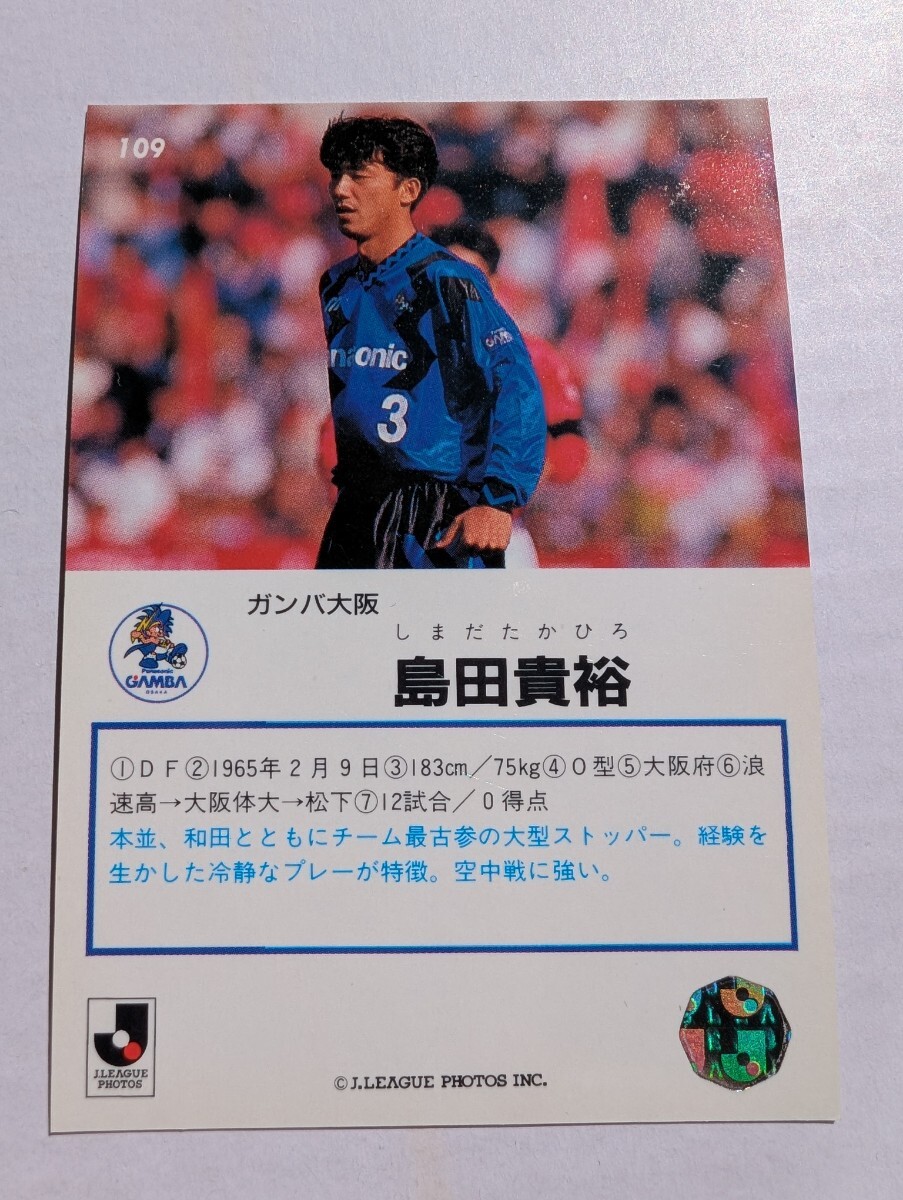 109
Panasonic
GAMBA
3
ガンバ大阪
しまだたかひろ
島田貴裕
Panasonic
GAMBA
OSAKA
①DF②1965年2月9日③183cm／75kg④O型⑤大阪府⑥浪
速高→大阪体大→松下⑦12試合／0得点
本並、和田とともにチーム最古参の大型ストッパー。経験を
生かした冷静なプレーが特徴。空中戦に強い。
J.LEAGUE
PHOTOS
© J.LEAGUE PHOTOS INC.